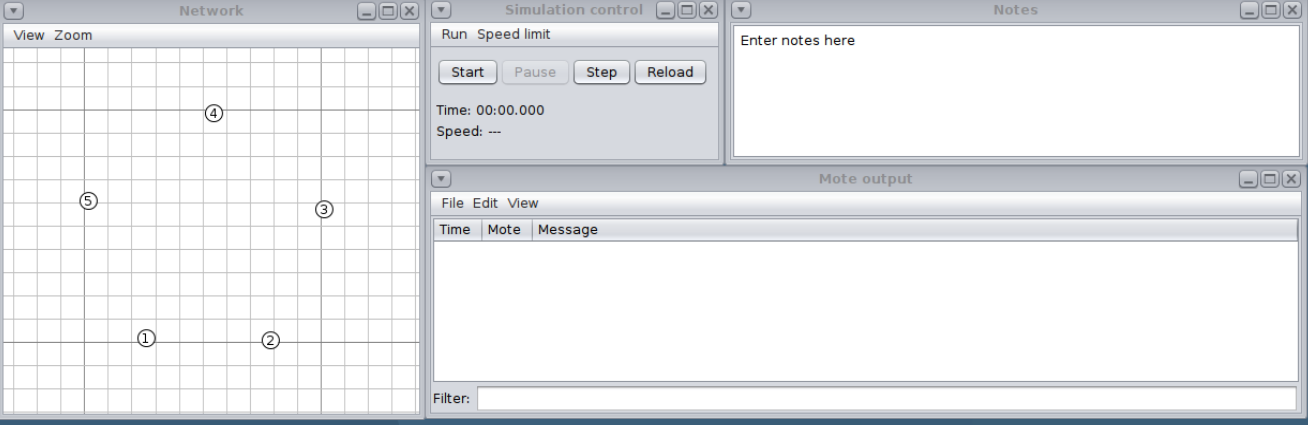 Network
View Zoom
4
5
3
1
2
Simulation control
Run Speed limit
Start Pause Step Reload
Time: 00:00.000
Speed: ---
Notes
Enter notes here
Mote output
File Edit View
Time Mote Message
Filter: